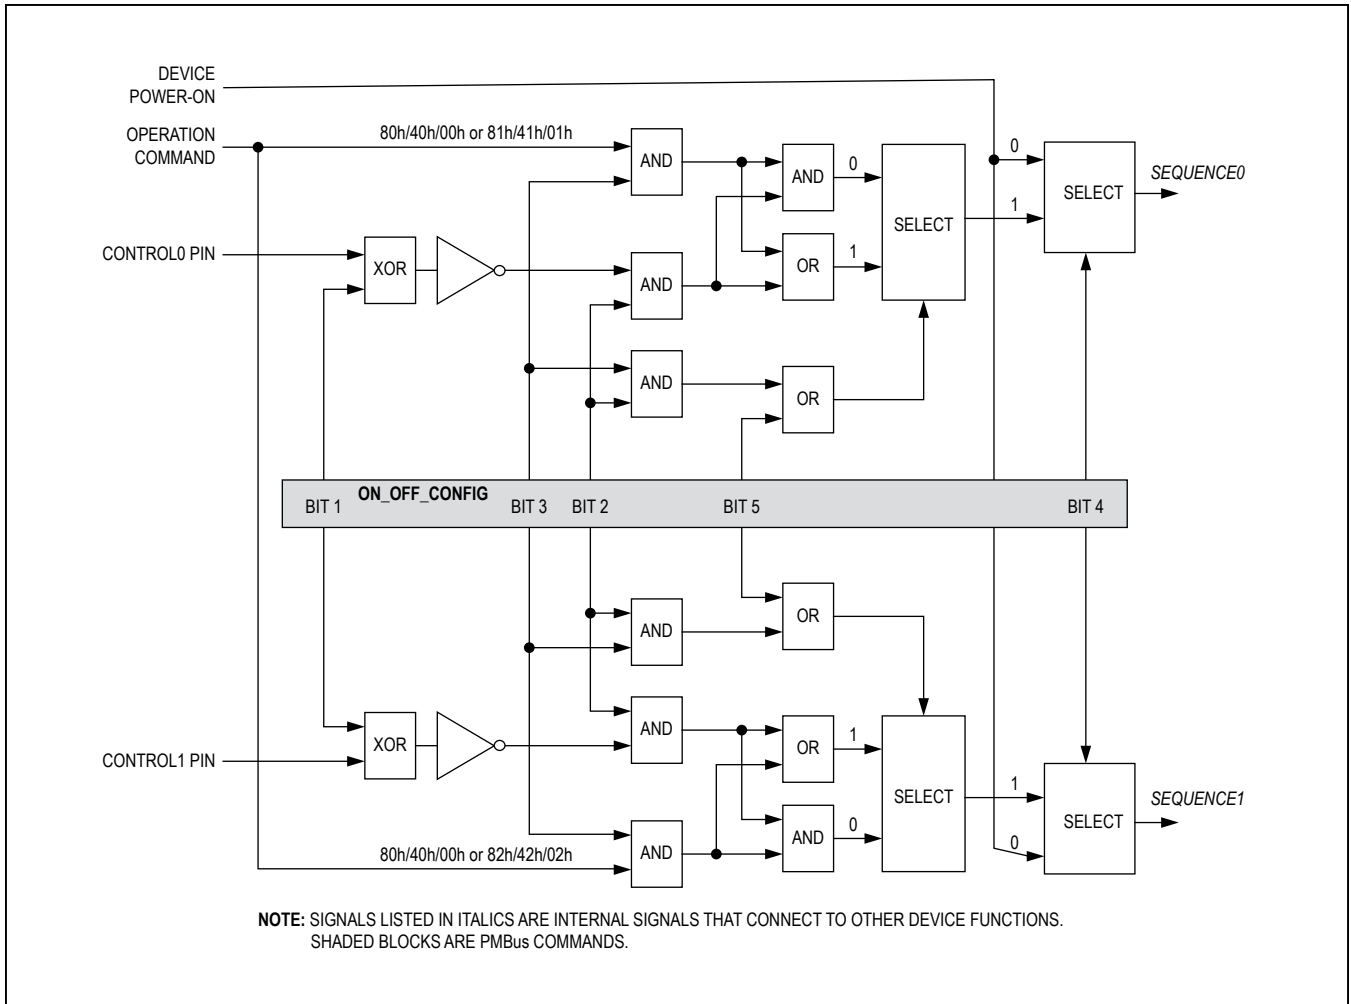 DEVICE
POWER-ON
OPERATION
COMMAND
80h/40h/00h or 81h/41h/01h
AND
AND
0
SELECT
0
SELECT
SEQUENCE0
1
CONTROL0 PIN
XOR
AND
OR
1
AND
OR
ON_OFF_CONFIG
BIT 1
BIT 3
BIT 2
BIT 5
BIT 4
AND
OR
XOR
AND
OR
1
CONTROL1 PIN
SELECT
1
SELECT
SEQUENCE1
0
80h/40h/00h or 82h/42h/02h
AND
AND
0
NOTE: SIGNALS LISTED IN ITALICS ARE INTERNAL SIGNALS THAT CONNECT TO OTHER DEVICE FUNCTIONS.
SHADED BLOCKS ARE PMBus COMMANDS.